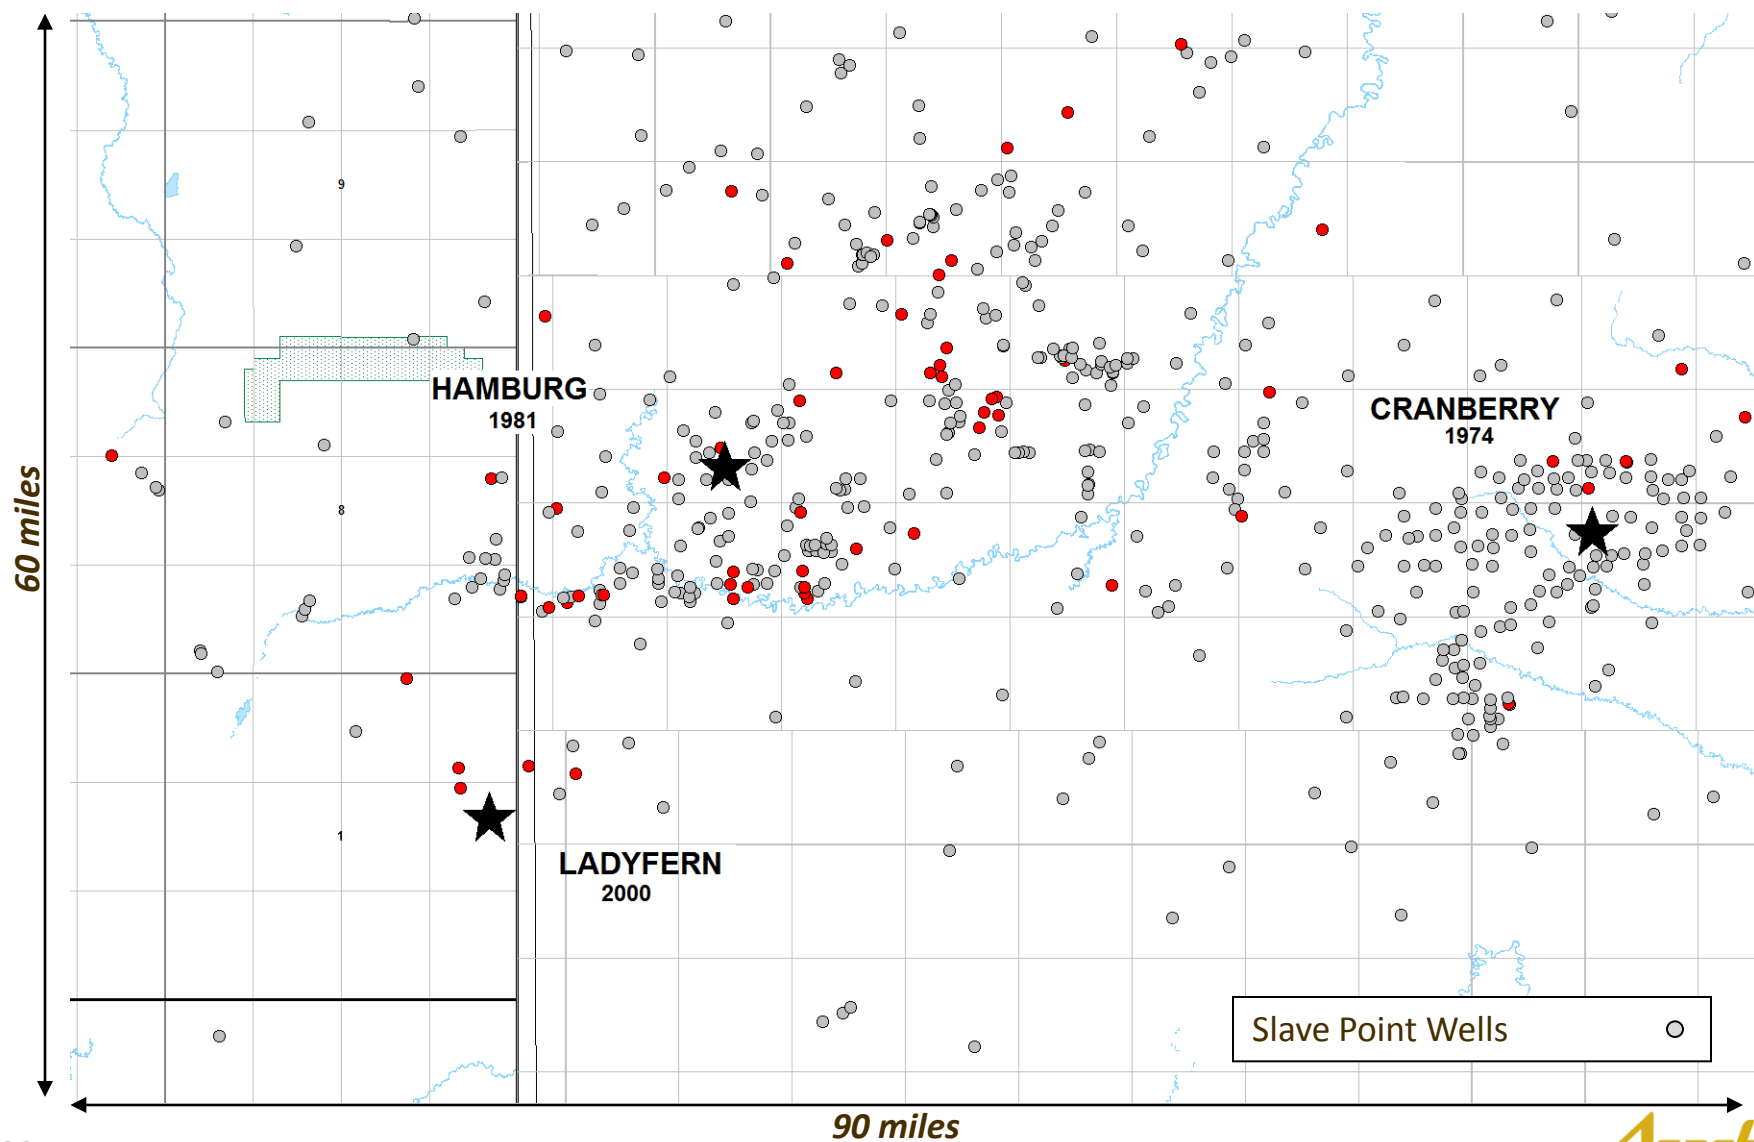 9
HAMBURG
1981
CRANBERRY
1974
60 miles
8
1
LADYFERN
2000
Slave Point Wells
90 miles